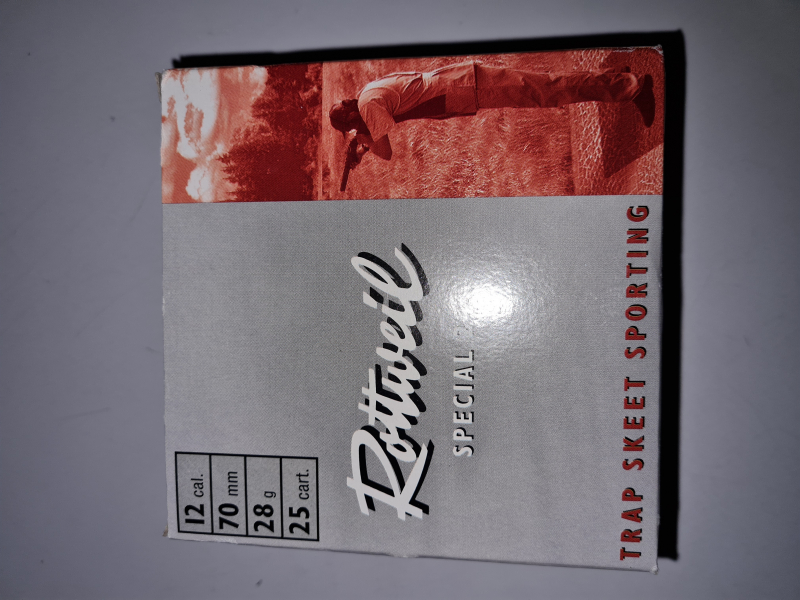 12 cal.
70 mm
28 g
25 cart.
Rottweil
SPECIAL
TRAP SKEET SPORTING